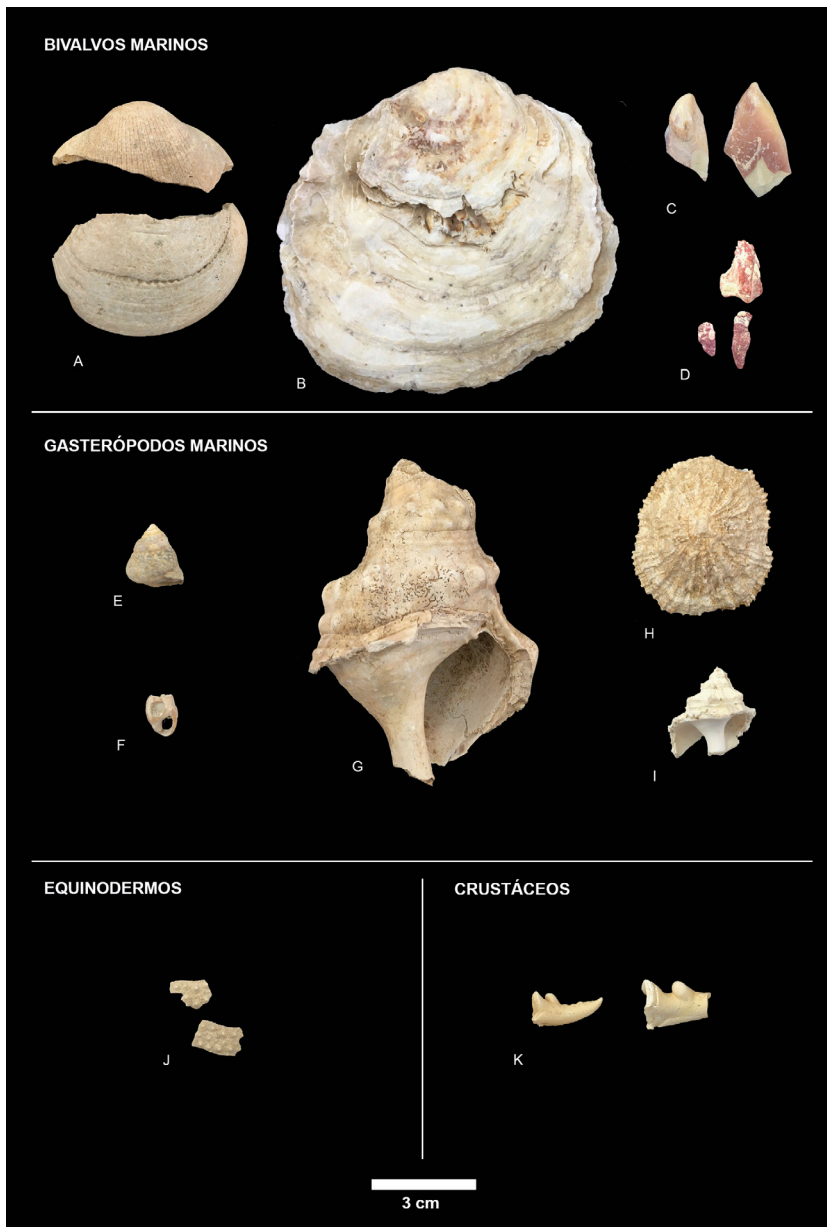 BIVALVOS MARINOS
A
B
C
D
GASTERÓPODOS MARINOS
E
F
G
H
I
EQUINODERMOS
J
CRUSTÁCEOS
K
3 cm